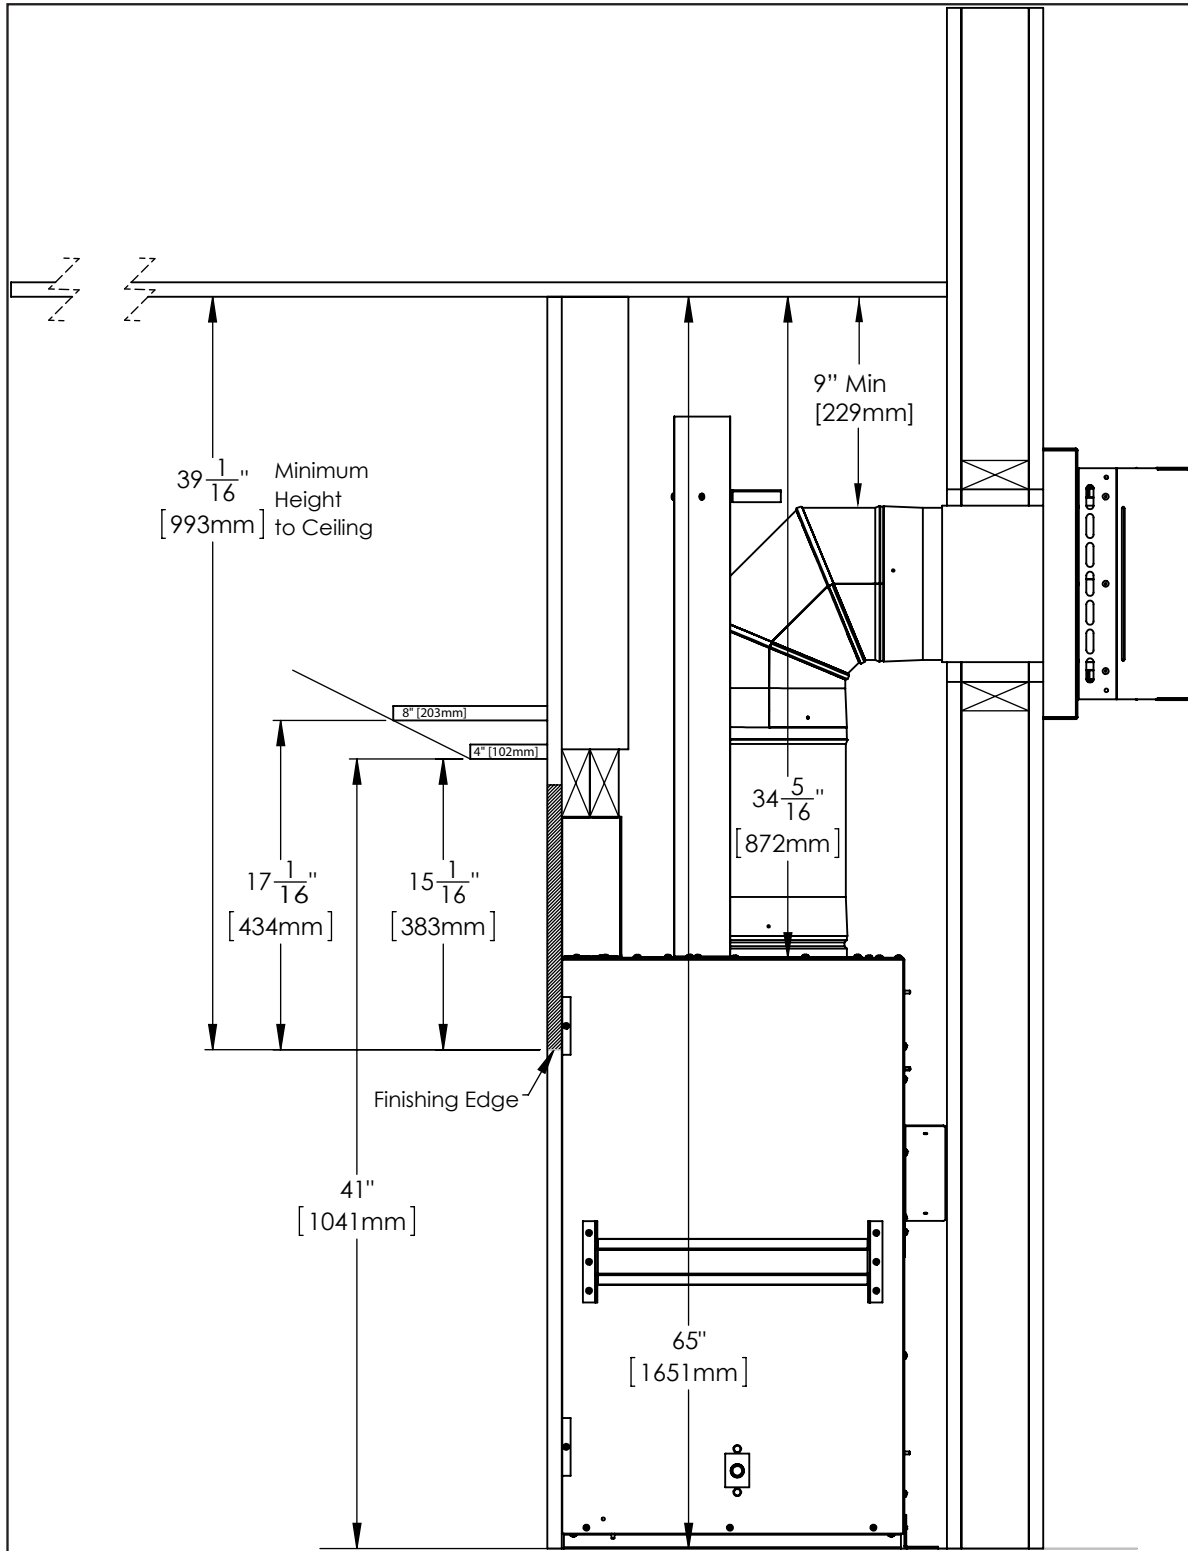 9” Min
[229mm]
39 1/16" Minimum
Height
[993mm] to Ceiling
8" [203mm]
4" [102mm]
34 5/16"
[872mm]
17 1/16"
[434mm]
15 1/16"
[383mm]
Finishing Edge
41"
[1041mm]
65"
[1651mm]